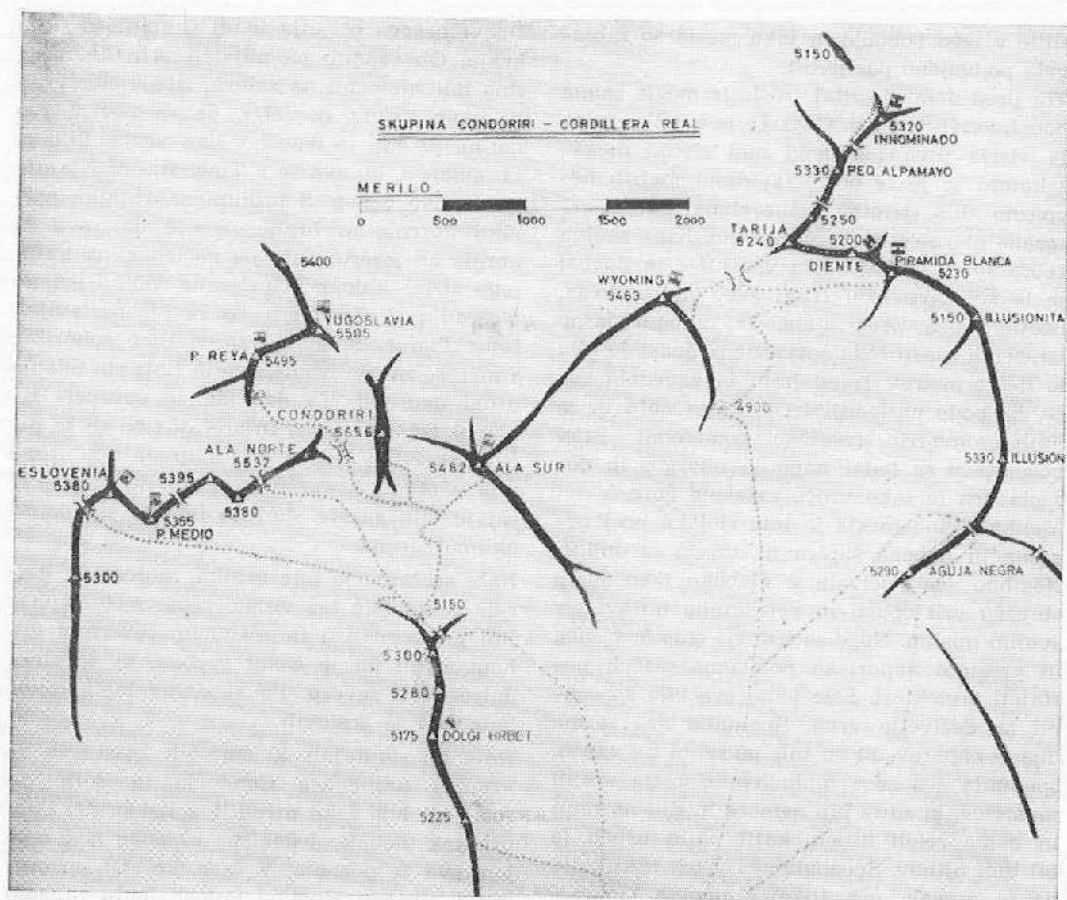 5150
5320
INNOMINADO
SKUPINA CONDORIRI - CORDILLERA REAL
5330 PEQ. ALPAMAYO
MERILO
0 500 1000 1500 2000
5250
TARIJA
5240
5200
DIENTE
PIRAMIDA BLANCA
5230
5400
WYOMING
5463
5150 ILLUSIONITA
YUGOSLAVIA
5505
P. REYA
5495
4900
CONDORIRI
5656
ALA NORTE
5537
5482 ALA SUR
5330 ILLUSION
ESLOVENIA
5380
5395
5380
5365
P. MEDIO
5300
5290 AGUJA NEGRA
5150
5300
5280
5175 DOLGI HRBET
5225